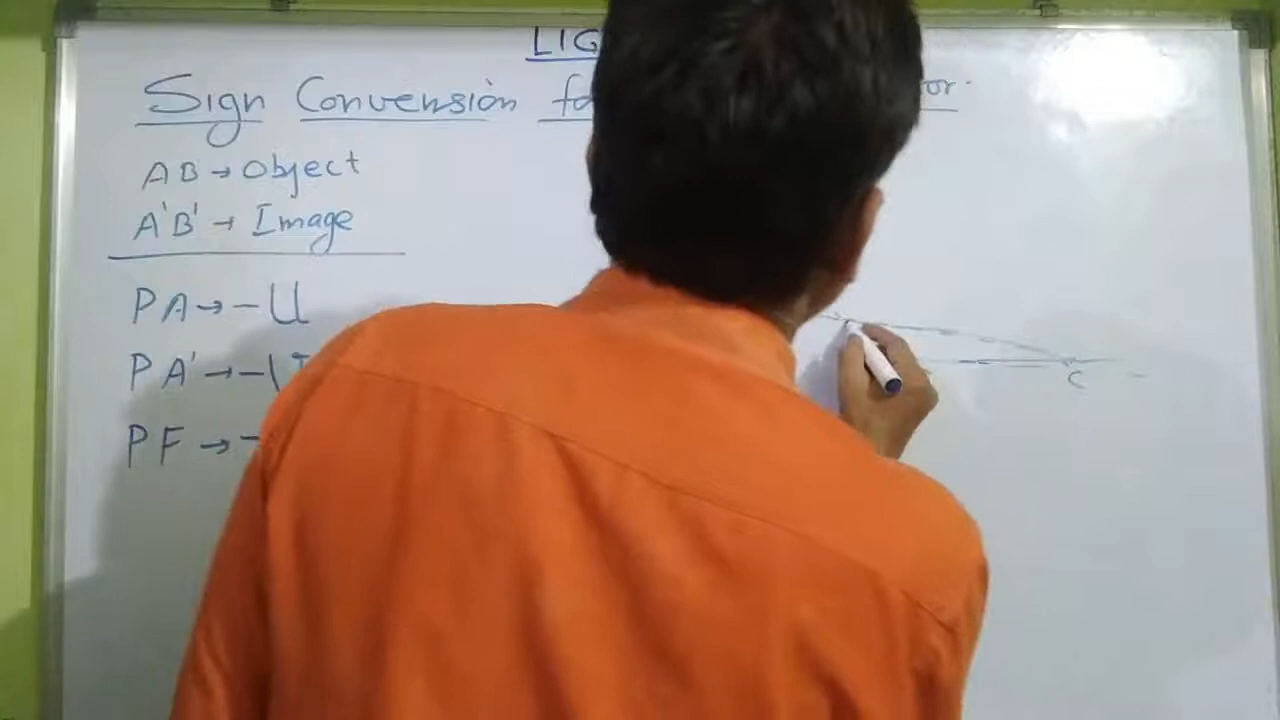 LIG
Sign Convension fo or.
AB → Object
A'B' → Image
PA → - U
PA' → -
PF → -
C